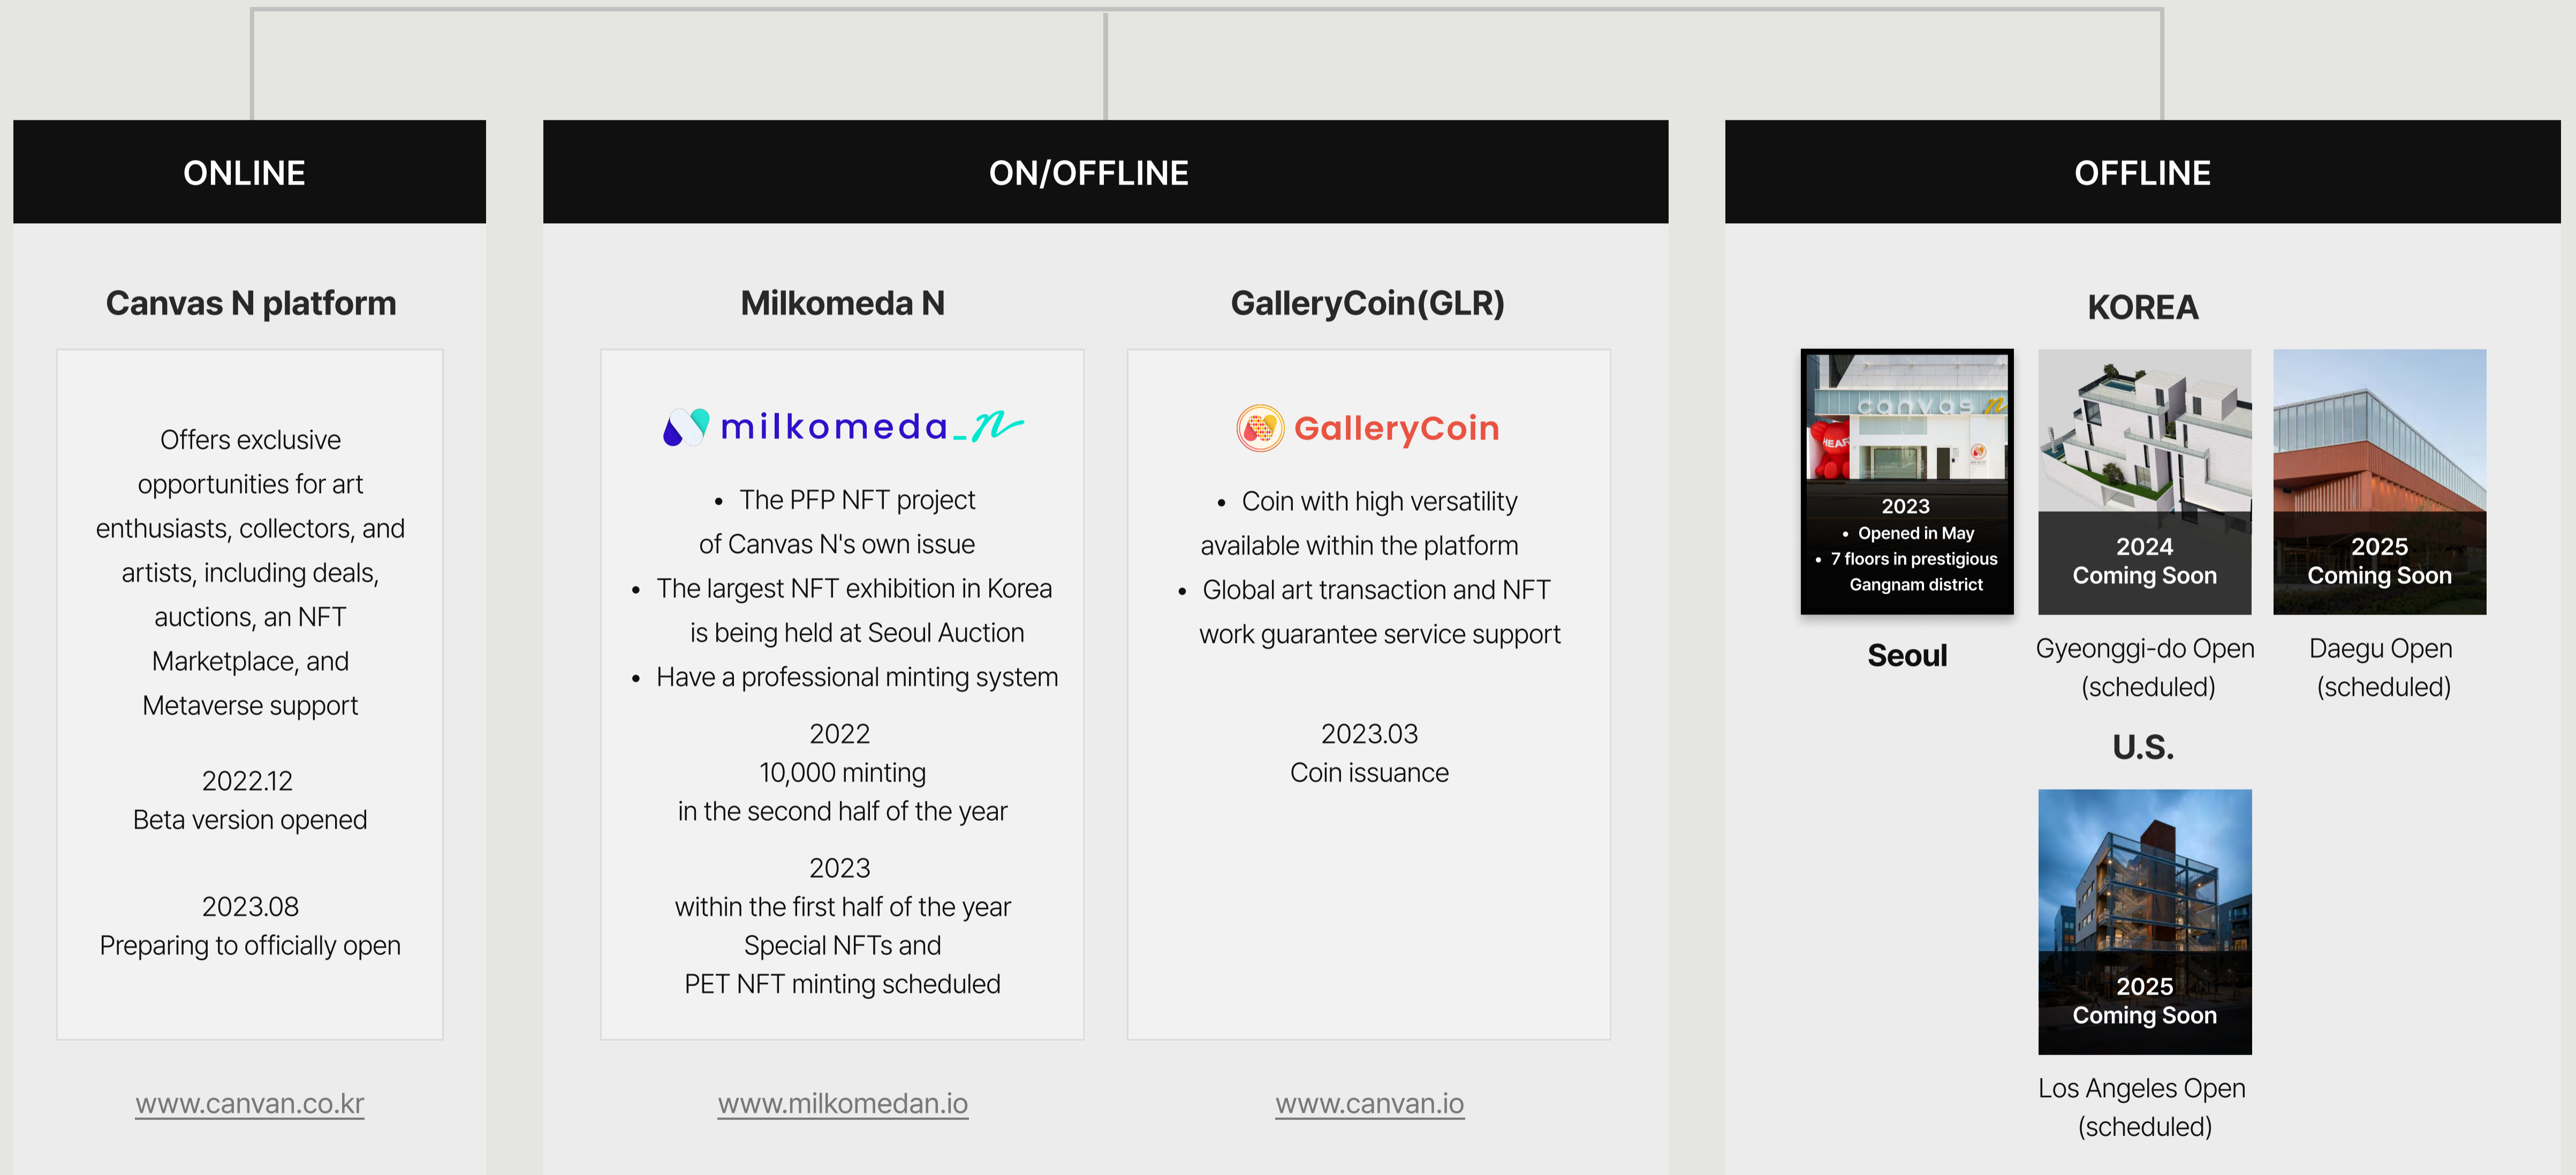 ONLINE
Canvas N platform
Offers exclusive
opportunities for art
enthusiasts, collectors, and
artists, including deals,
auctions, an NFT
Marketplace, and
Metaverse support
2022.12
Beta version opened
2023.08
Preparing to officially open
www.canvan.co.kr
ON/OFFLINE
Milkomeda N
milkomeda_n
• The PFP NFT project
of Canvas N's own issue
• The largest NFT exhibition in Korea
is being held at Seoul Auction
• Have a professional minting system
2022
10,000 minting
in the second half of the year
2023
within the first half of the year
Special NFTs and
PET NFT minting scheduled
www.milkomedan.io
GalleryCoin(GLR)
GalleryCoin
• Coin with high versatility
available within the platform
• Global art transaction and NFT
work guarantee service support
2023.03
Coin issuance
www.canvan.io
OFFLINE
KOREA
canvas n
HEAR
2023
• Opened in May
• 7 floors in prestigious
Gangnam district
Seoul
2024
Coming Soon
Gyeonggi-do Open
(scheduled)
2025
Coming Soon
Daegu Open
(scheduled)
U.S.
2025
Coming Soon
Los Angeles Open
(scheduled)